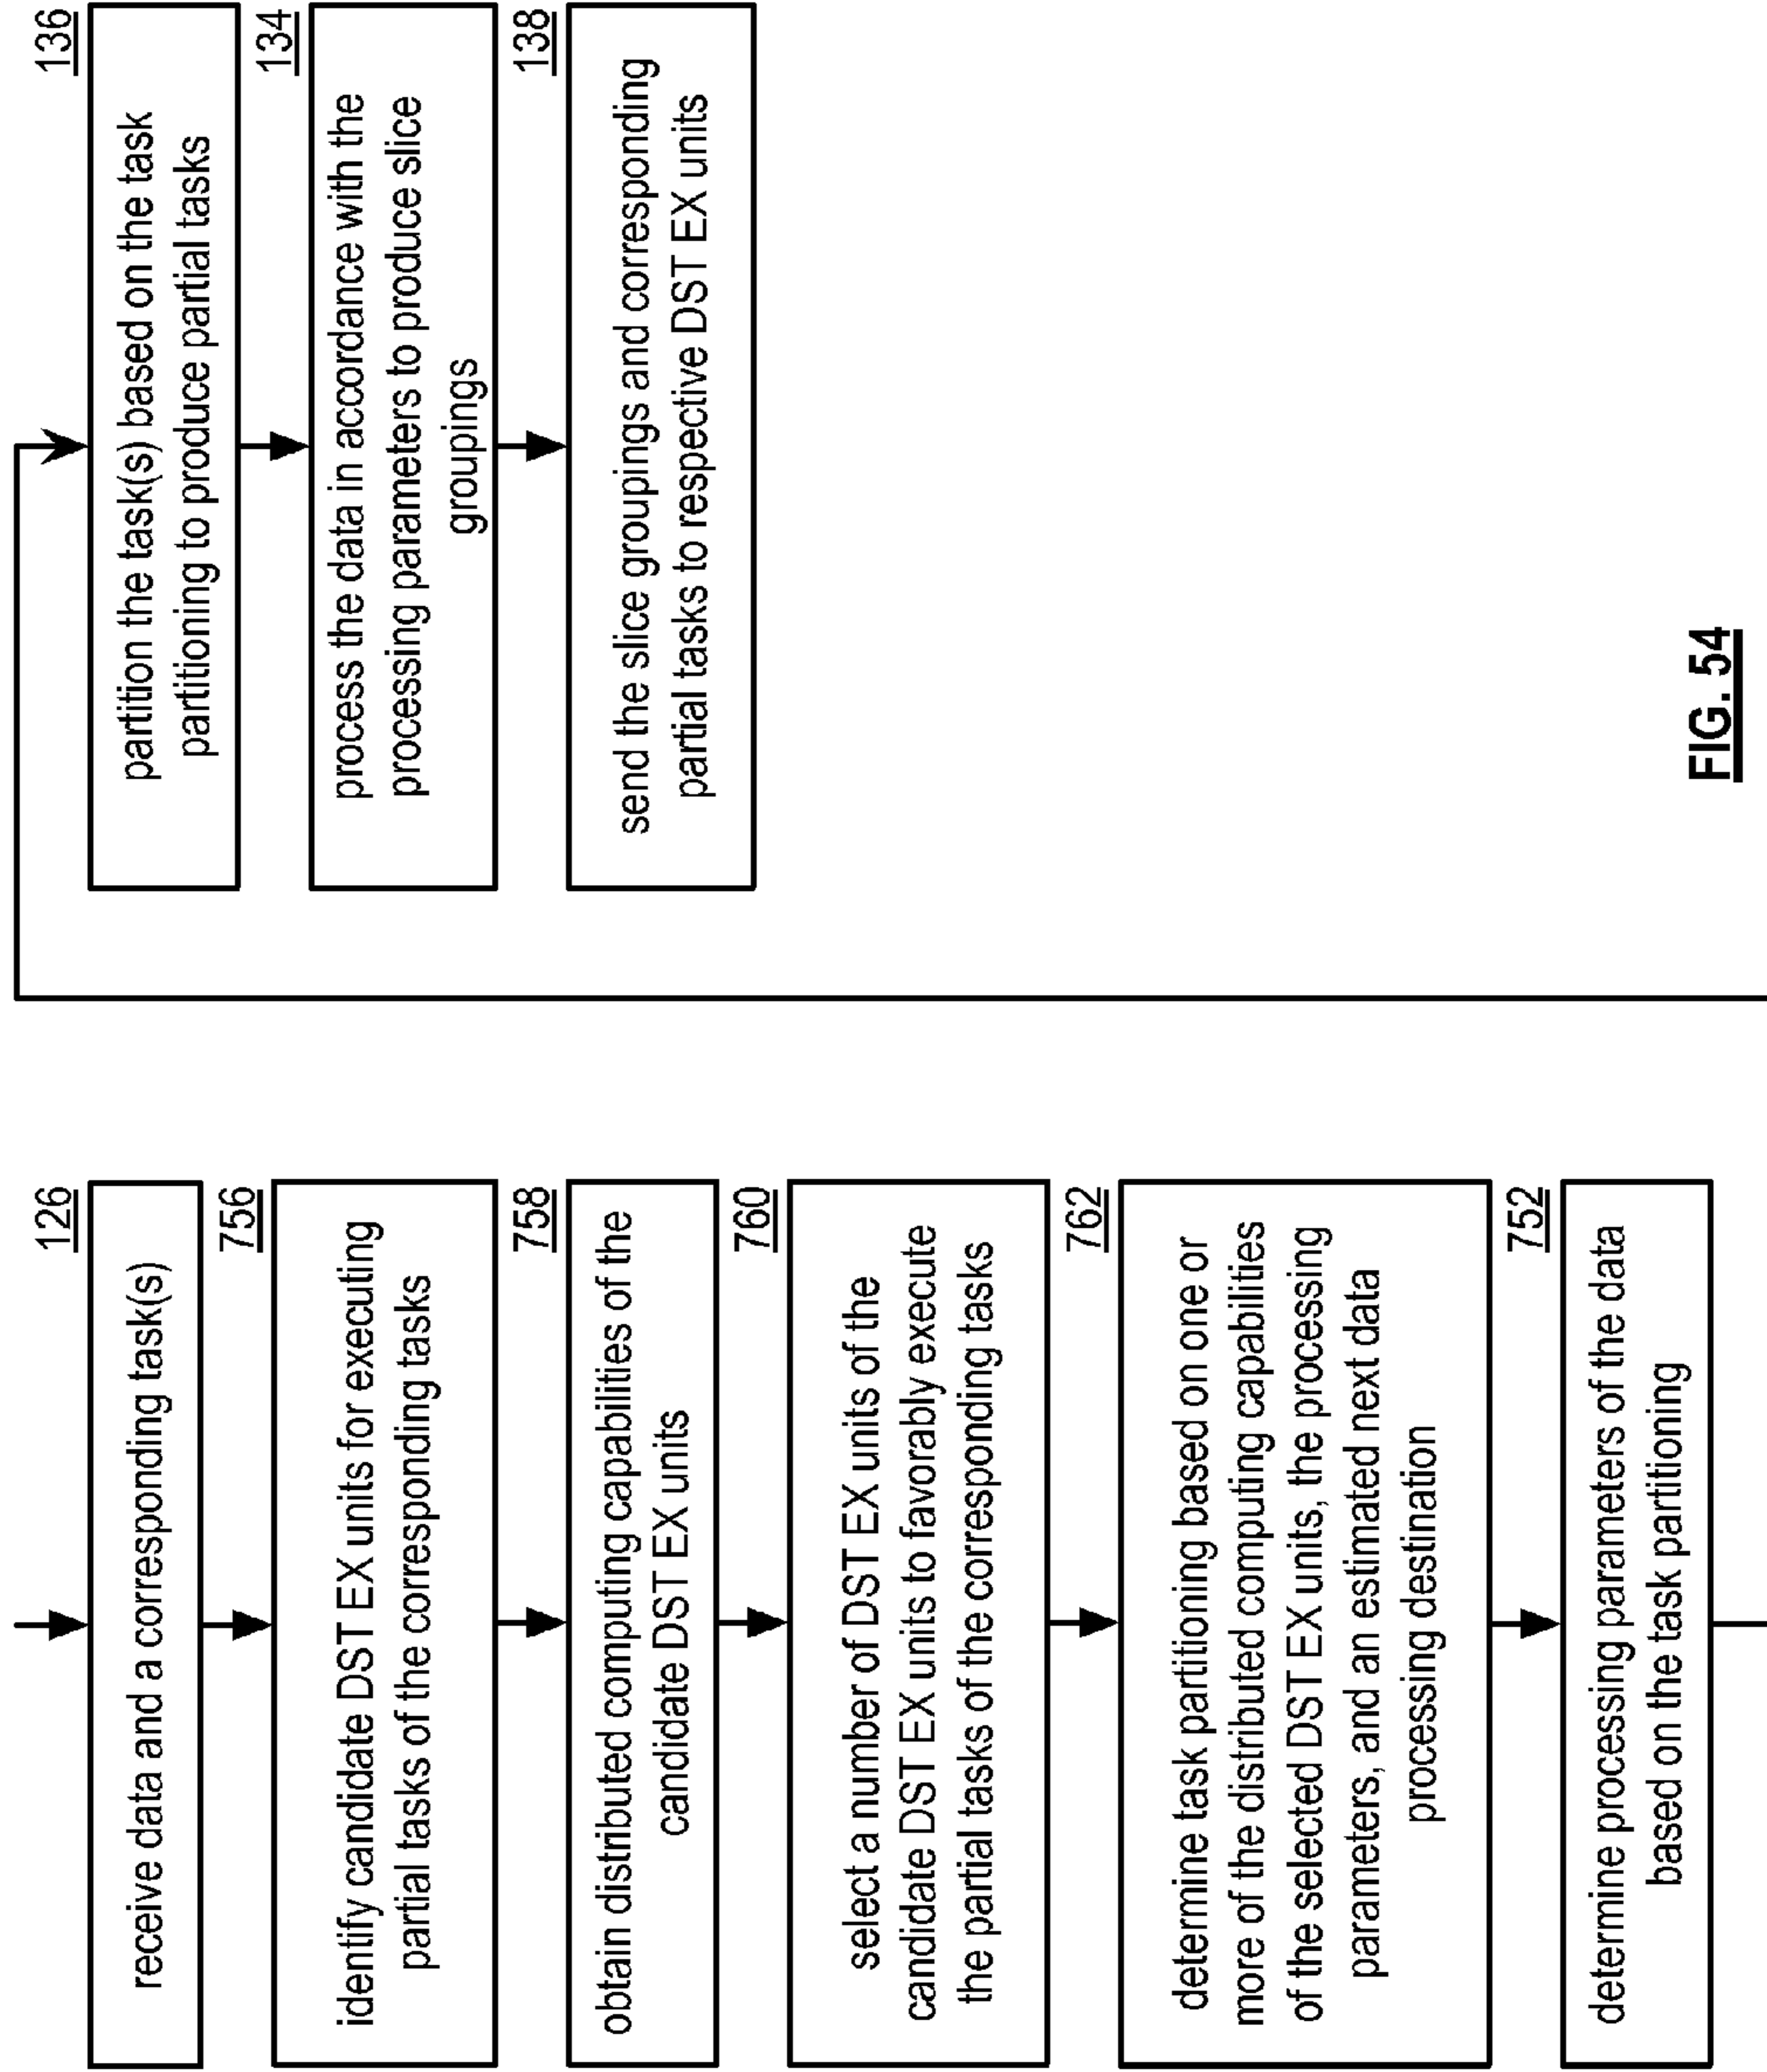 126
receive data and a corresponding task(s)
756
identify candidate DST EX units for executing
partial tasks of the corresponding tasks
758
obtain distributed computing capabilities of the
candidate DST EX units
760
select a number of DST EX units of the
candidate DST EX units to favorably execute
the partial tasks of the corresponding tasks
762
determine task partitioning based on one or
more of the distributed computing capabilities
of the selected DST EX units, the processing
parameters, and an estimated next data
processing destination
752
determine processing parameters of the data
based on the task partitioning
136
partition the task(s) based on the task
partitioning to produce partial tasks
134
process the data in accordance with the
processing parameters to produce slice
groupings
138
send the slice groupings and corresponding
partial tasks to respective DST EX units
FIG. 54